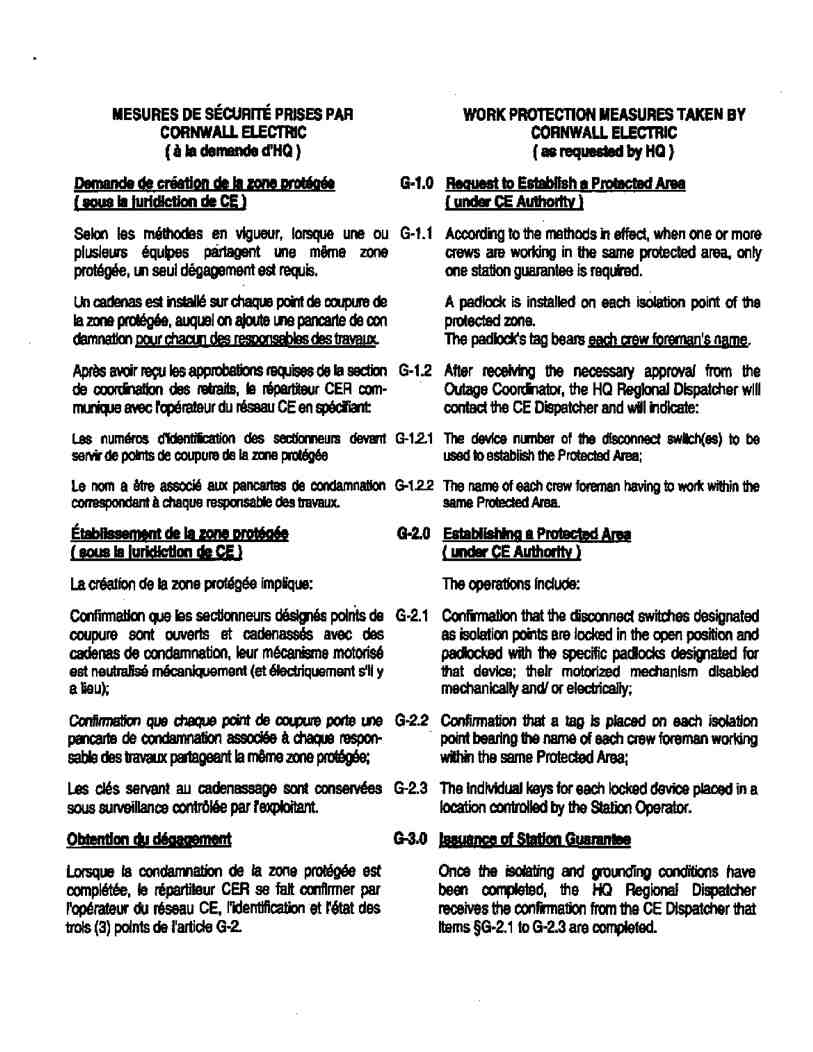 MESURES DE SÉCURITÉ PRISES PAR
CORNWALL ELECTRIC
( à la demande d'HQ )
Demande de création de la zone protégée
( sous la juridiction de CE )
Selon les méthodes en vigueur, lorsque une ou
plusieurs équipes partagent une même zone
protégée, un seul dégagement est requis.
Un cadenas est installé sur chaque point de coupure de
la zone protégée, auquel on ajoute une pancarte de con
damnation pour chacun des responsables des travaux.
Après avoir reçu les approbations requises de la section
de coordination des retraits, le répartiteur CER com-
munique avec l'opérateur du réseau CE en spécifiant:
Les numéros d'identification des sectionneurs devant
servir de points de coupure de la zone protégée
Le nom a être associé aux pancartes de condamnation
correspondant à chaque responsable des travaux.
Établissement de la zone protégée
( sous la juridiction de CE )
La création de la zone protégée implique:
Confirmation que les sectionneurs désignés points de
coupure sont ouverts et cadenassés avec des
cadenas de condamnation, leur mécanisme motorisé
est neutralisé mécaniquement (et électriquement s'il y
a lieu);
Confirmation que chaque point de coupure porte une
pancarte de condamnation associée à chaque respon-
sable des travaux partageant la même zone protégée;
Les clés servant au cadenassage sont conservées
sous surveillance contrôlée par l'exploitant.
Obtention du dégagement
Lorsque la condamnation de la zone protégée est
complétée, le répartiteur CER se fait confirmer par
l'opérateur du réseau CE, l'identification et l'état des
trois (3) points de l'article G-2.
WORK PROTECTION MEASURES TAKEN BY
CORNWALL ELECTRIC
( as requested by HQ )
G-1.0 Request to Establish a Protected Area
( under CE Authority )
G-1.1 According to the methods in effect, when one or more
crews are working in the same protected area, only
one station guarantee is required.
A padlock is installed on each isolation point of the
protected zone.
The padlock's tag bears each crew foreman's name.
G-1.2 After receiving the necessary approval from the
Outage Coordinator, the HQ Regional Dispatcher will
contact the CE Dispatcher and will indicate:
G-1.2.1 The device number of the disconnect switch(es) to be
used to establish the Protected Area;
G-1.2.2 The name of each crew foreman having to work within the
same Protected Area.
G-2.0 Establishing a Protected Area
( under CE Authority )
The operations include:
G-2.1 Confirmation that the disconnect switches designated
as isolation points are locked in the open position and
padlocked with the specific padlocks designated for
that device; their motorized mechanism disabled
mechanically and/ or electrically;
G-2.2 Confirmation that a tag is placed on each isolation
point bearing the name of each crew foreman working
within the same Protected Area;
G-2.3 The individual keys for each locked device placed in a
location controlled by the Station Operator.
G-3.0 Issuance of Station Guarantee
Once the isolating and grounding conditions have
been completed, the HQ Regional Dispatcher
receives the confirmation from the CE Dispatcher that
Items §G-2.1 to G-2.3 are completed.